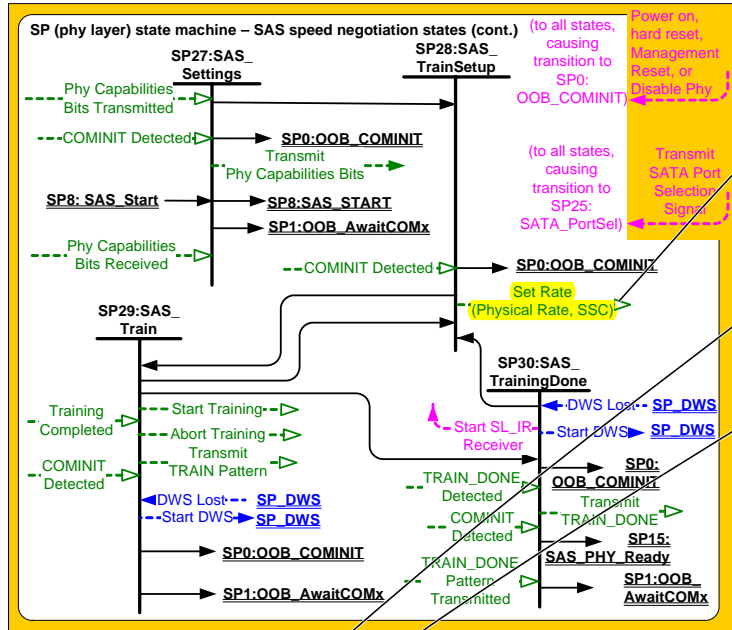 SP (phy layer) state machine – SAS speed negotiation states (cont.)
SP27:SAS_
Settings
Phy Capabilities
Bits Transmitted
COMINIT Detected
SP0:OOB_COMINIT
Transmit
Phy Capabilities Bits
SP8: SAS_Start
SP8:SAS_START
SP1:OOB_AwaitCOMx
Phy Capabilities
Bits Received
SP28:SAS_
TrainSetup
COMINIT Detected
SP0:OOB_COMINIT
Set Rate
(Physical Rate, SSC)
(to all states,
causing
transition to
SP0:
OOB_COMINIT)
Power on,
hard reset,
Management
Reset, or
Disable Phy
(to all states,
causing
transition to
SP25:
SATA_PortSel)
Transmit
SATA Port
Selection
Signal
SP29:SAS_
Train
Training
Completed
Start Training
Abort Training
Transmit
TRAIN Pattern
COMINIT
Detected
DWS Lost SP_DWS
Start DWS SP_DWS
SP0:OOB_COMINIT
SP1:OOB_AwaitCOMx
SP30:SAS_
TrainingDone
DWS Lost SP_DWS
Start SL_IR
Receiver
Start DWS SP_DWS
SP0:
OOB_COMINIT
TRAIN_DONE
Detected
Transmit
TRAIN_DONE
COMINIT
Detected
SP15:
SAS_PHY_Ready
TRAIN_DONE
Pattern
Transmitted
SP1:OOB_
AwaitCOMx